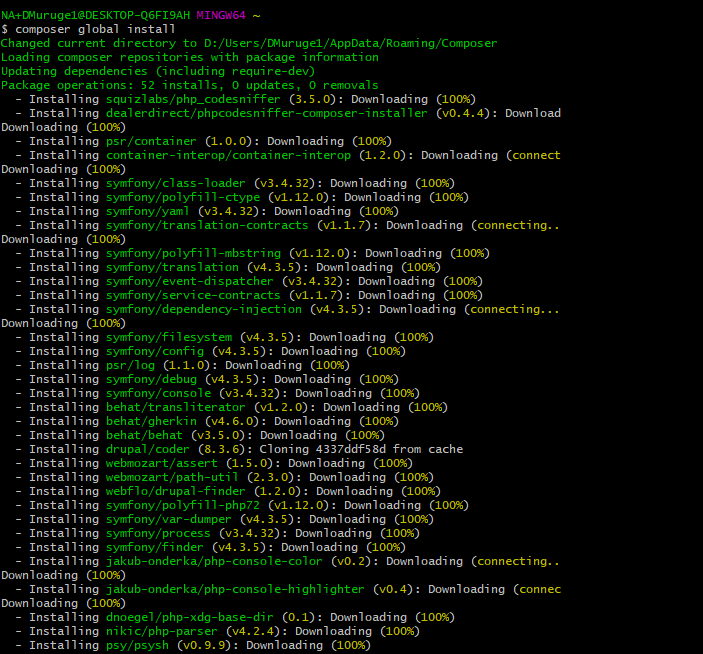 NA+DMuruge1@DESKTOP-Q6FI9AH MINGW64 ~
$ composer global install
Changed current directory to D:/Users/DMuruge1/AppData/Roaming/Composer
Loading composer repositories with package information
Updating dependencies (including require-dev)
Package operations: 52 installs, 0 updates, 0 removals
  - Installing squizlabs/php_codesniffer (3.5.0): Downloading (100%)
  - Installing dealerdirect/phpcodesniffer-composer-installer (v0.4.4): Download
Downloading (100%)
  - Installing psr/container (1.0.0): Downloading (100%)
  - Installing container-interop/container-interop (1.2.0): Downloading (connect
Downloading (100%)
  - Installing symfony/class-loader (v3.4.32): Downloading (100%)
  - Installing symfony/polyfill-ctype (v1.12.0): Downloading (100%)
  - Installing symfony/yaml (v3.4.32): Downloading (100%)
  - Installing symfony/translation-contracts (v1.1.7): Downloading (connecting..
Downloading (100%)
  - Installing symfony/polyfill-mbstring (v1.12.0): Downloading (100%)
  - Installing symfony/translation (v4.3.5): Downloading (100%)
  - Installing symfony/event-dispatcher (v3.4.32): Downloading (100%)
  - Installing symfony/service-contracts (v1.1.7): Downloading (100%)
  - Installing symfony/dependency-injection (v4.3.5): Downloading (connecting...
Downloading (100%)
  - Installing symfony/filesystem (v4.3.5): Downloading (100%)
  - Installing symfony/config (v4.3.5): Downloading (100%)
  - Installing psr/log (1.1.0): Downloading (100%)
  - Installing symfony/debug (v4.3.5): Downloading (100%)
  - Installing symfony/console (v3.4.32): Downloading (100%)
  - Installing behat/transliterator (v1.2.0): Downloading (100%)
  - Installing behat/gherkin (v4.6.0): Downloading (100%)
  - Installing behat/behat (v3.5.0): Downloading (100%)
  - Installing drupal/coder (8.3.6): Cloning 4337ddf58d from cache
  - Installing webmozart/assert (1.5.0): Downloading (100%)
  - Installing webmozart/path-util (2.3.0): Downloading (100%)
  - Installing webflo/drupal-finder (1.2.0): Downloading (100%)
  - Installing symfony/polyfill-php72 (v1.12.0): Downloading (100%)
  - Installing symfony/var-dumper (v4.3.5): Downloading (100%)
  - Installing symfony/process (v3.4.32): Downloading (100%)
  - Installing symfony/finder (v4.3.5): Downloading (100%)
  - Installing jakub-onderka/php-console-color (v0.2): Downloading (connecting..
Downloading (100%)
  - Installing jakub-onderka/php-console-highlighter (v0.4): Downloading (connec
Downloading (100%)
  - Installing dnoegel/php-xdg-base-dir (0.1): Downloading (100%)
  - Installing nikic/php-parser (v4.2.4): Downloading (100%)
  - Installing psy/psysh (v0.9.9): Downloading (100%)